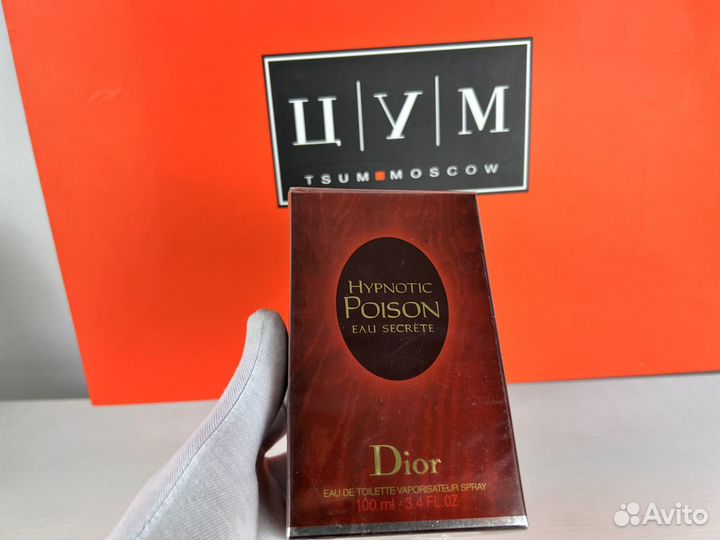 Ц|У|М
TSUM MOSCOW
HYPNOTIC
POISON
EAU SECRÈTE
Dior
EAU DE TOILETTE VAPORISATEUR SPRAY
100 ml - 3.4 FL.OZ
Avito